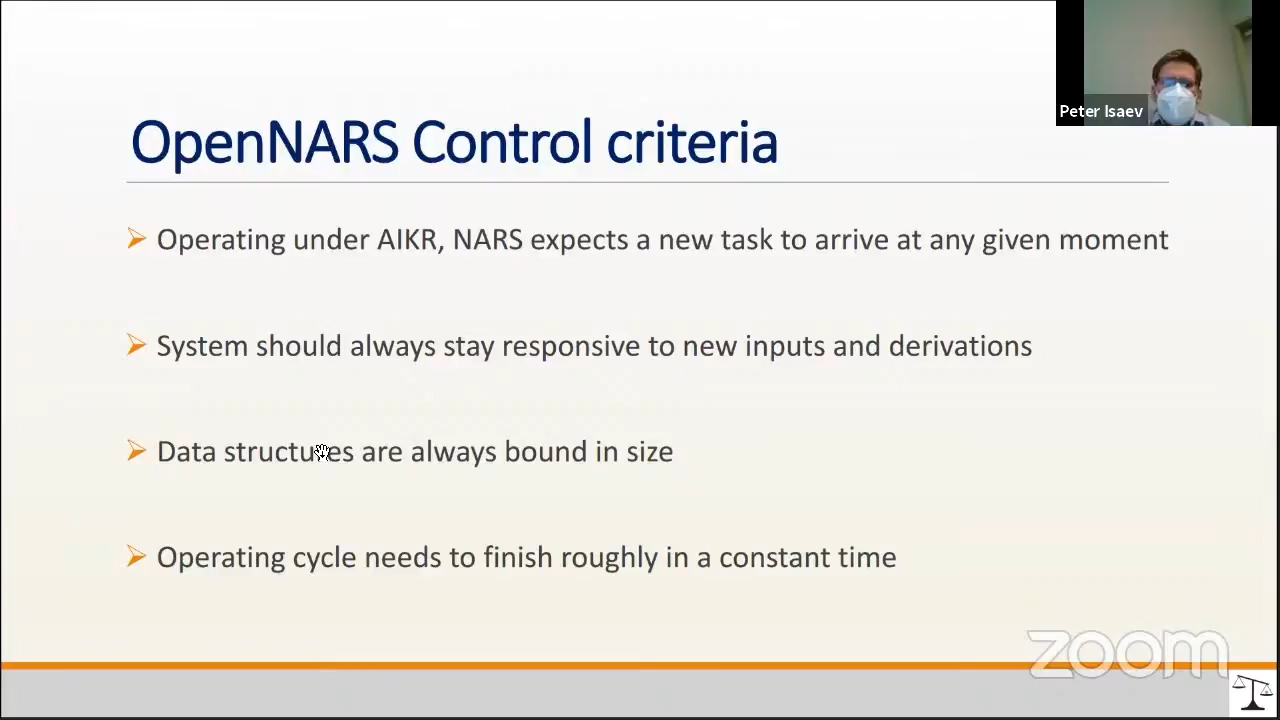 Peter Isaev
OpenNARS Control criteria
Operating under AIKR, NARS expects a new task to arrive at any given moment
System should always stay responsive to new inputs and derivations
Data structures are always bound in size
Operating cycle needs to finish roughly in a constant time
zoom